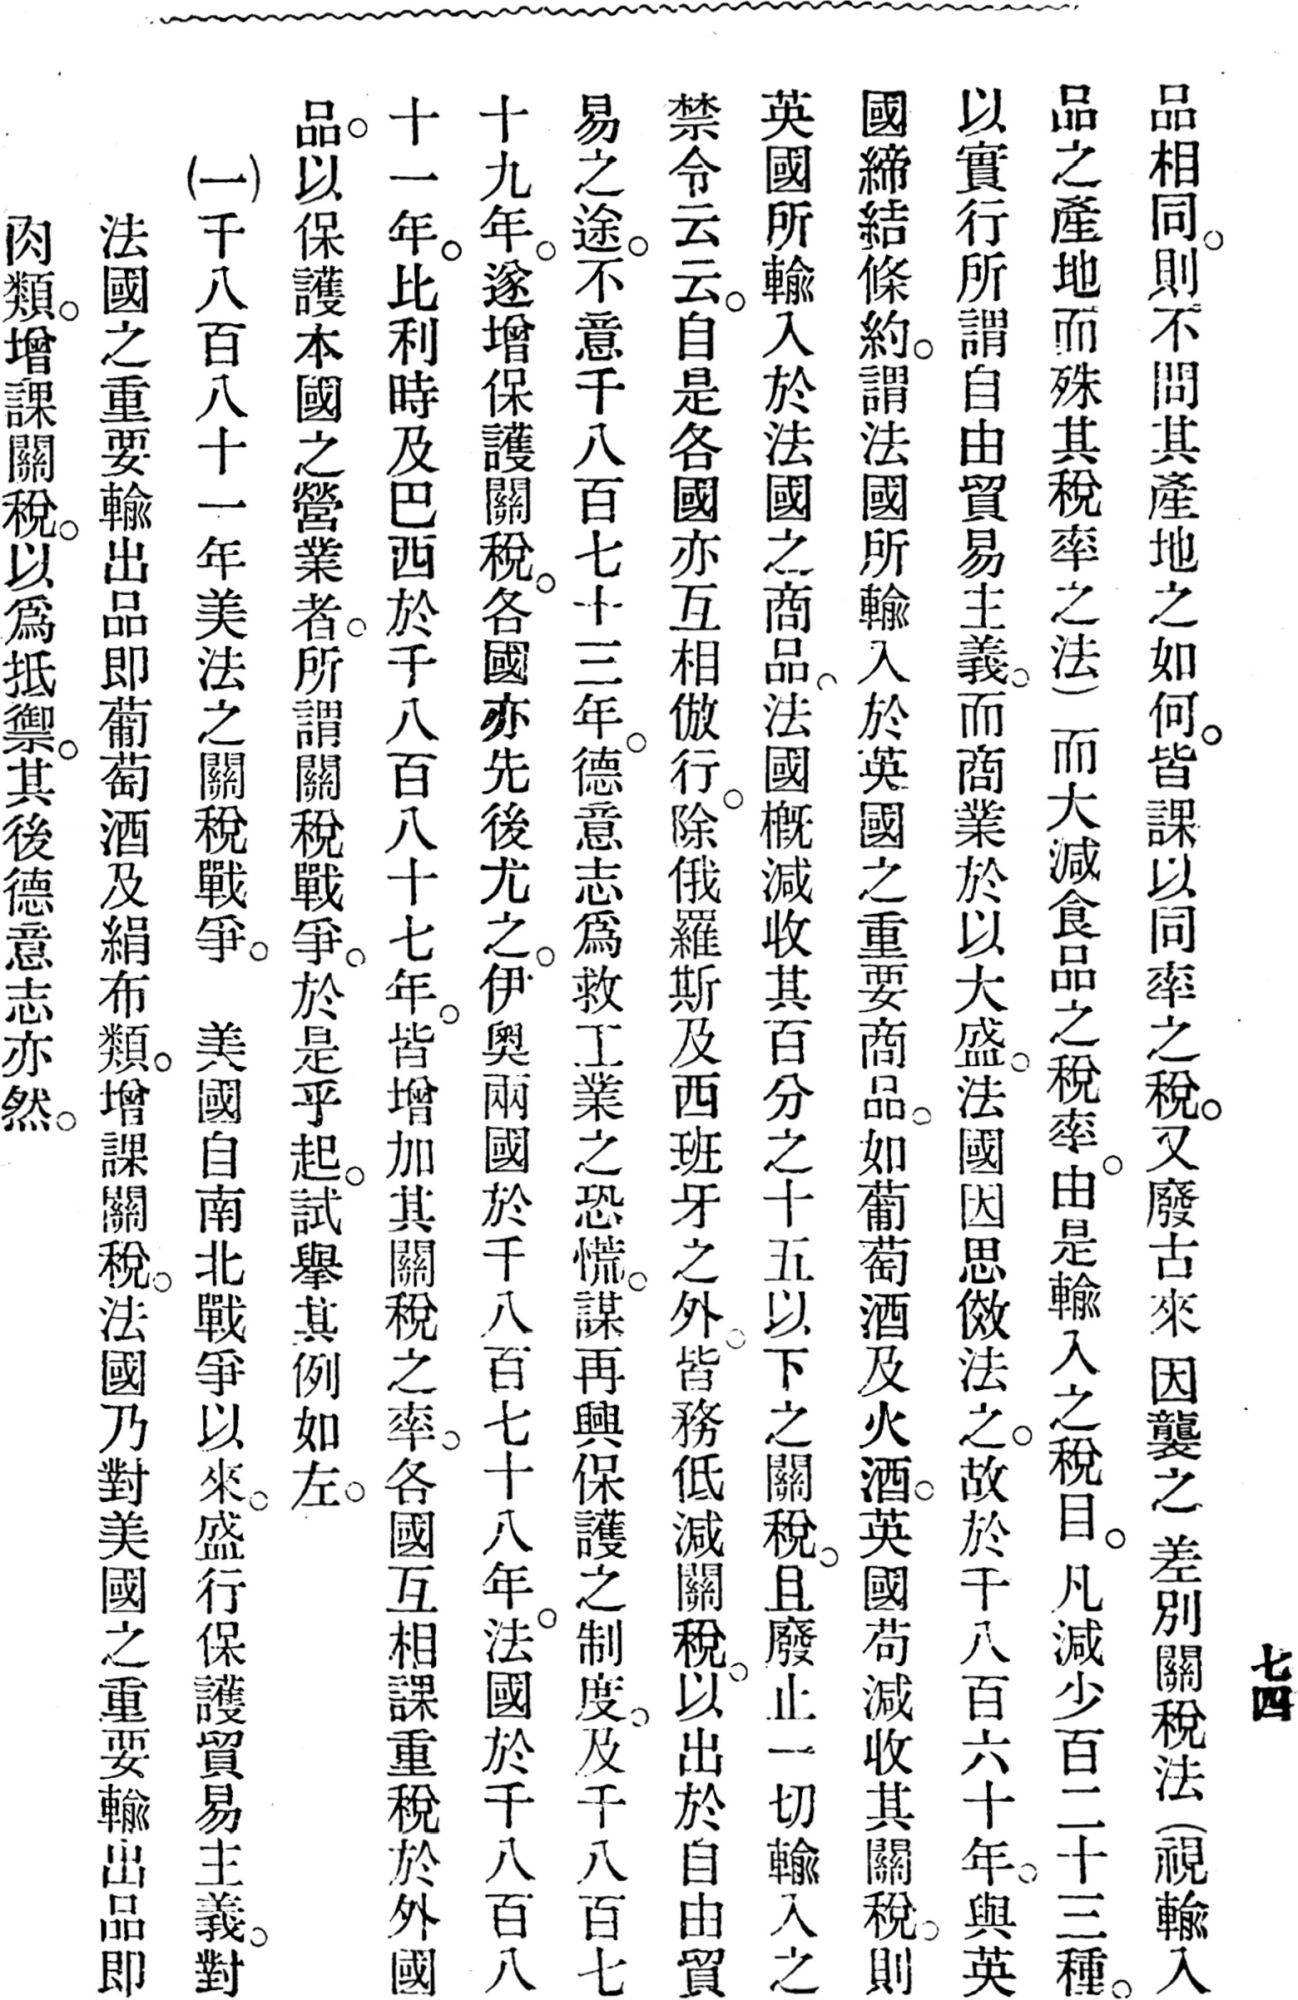 七四
品相同。則不問其產地之如何。皆課以同率之稅。又廢古來因襲之差別關稅法（視輸入
品之產地而殊其稅率之法）而大減食品之稅率。由是輸入之稅目。凡減少百二十三種。
以實行所謂自由貿易主義。而商業於以大盛。法國因思傚法之。故於千八百六十年。與英
國締結條約。謂法國所輸入於英國之重要商品。如葡萄酒及火酒。英國苟減收其關稅。則
英國所輸入於法國之商品。法國概減收其百分之十五以下之關稅。且廢止一切輸入之
禁令云云。自是各國亦互相倣行。除俄羅斯及西班牙之外。皆務低減關稅。以出於自由貿
易之途。不意千八百七十三年。德意志爲救工業之恐慌。謀再興保護之制度。及千八百七
十九年。遂增保護關稅。各國亦先後尤之。伊奧兩國於千八百七十八年。法國於千八百八
十一年。比利時及巴西於千八百八十七年。皆增加其關稅之率。各國互相課重稅於外國
品。以保護本國之營業者。所謂關稅戰爭。於是乎起。試舉其例如左。
（一）千八百八十一年美法之關稅戰爭。　美國自南北戰爭以來。盛行保護貿易主義。對
法國之重要輸出品即葡萄酒及絹布類。增課關稅。法國乃對美國之重要輸出品即
肉類。增課關稅。以爲抵禦。其後德意志亦然。